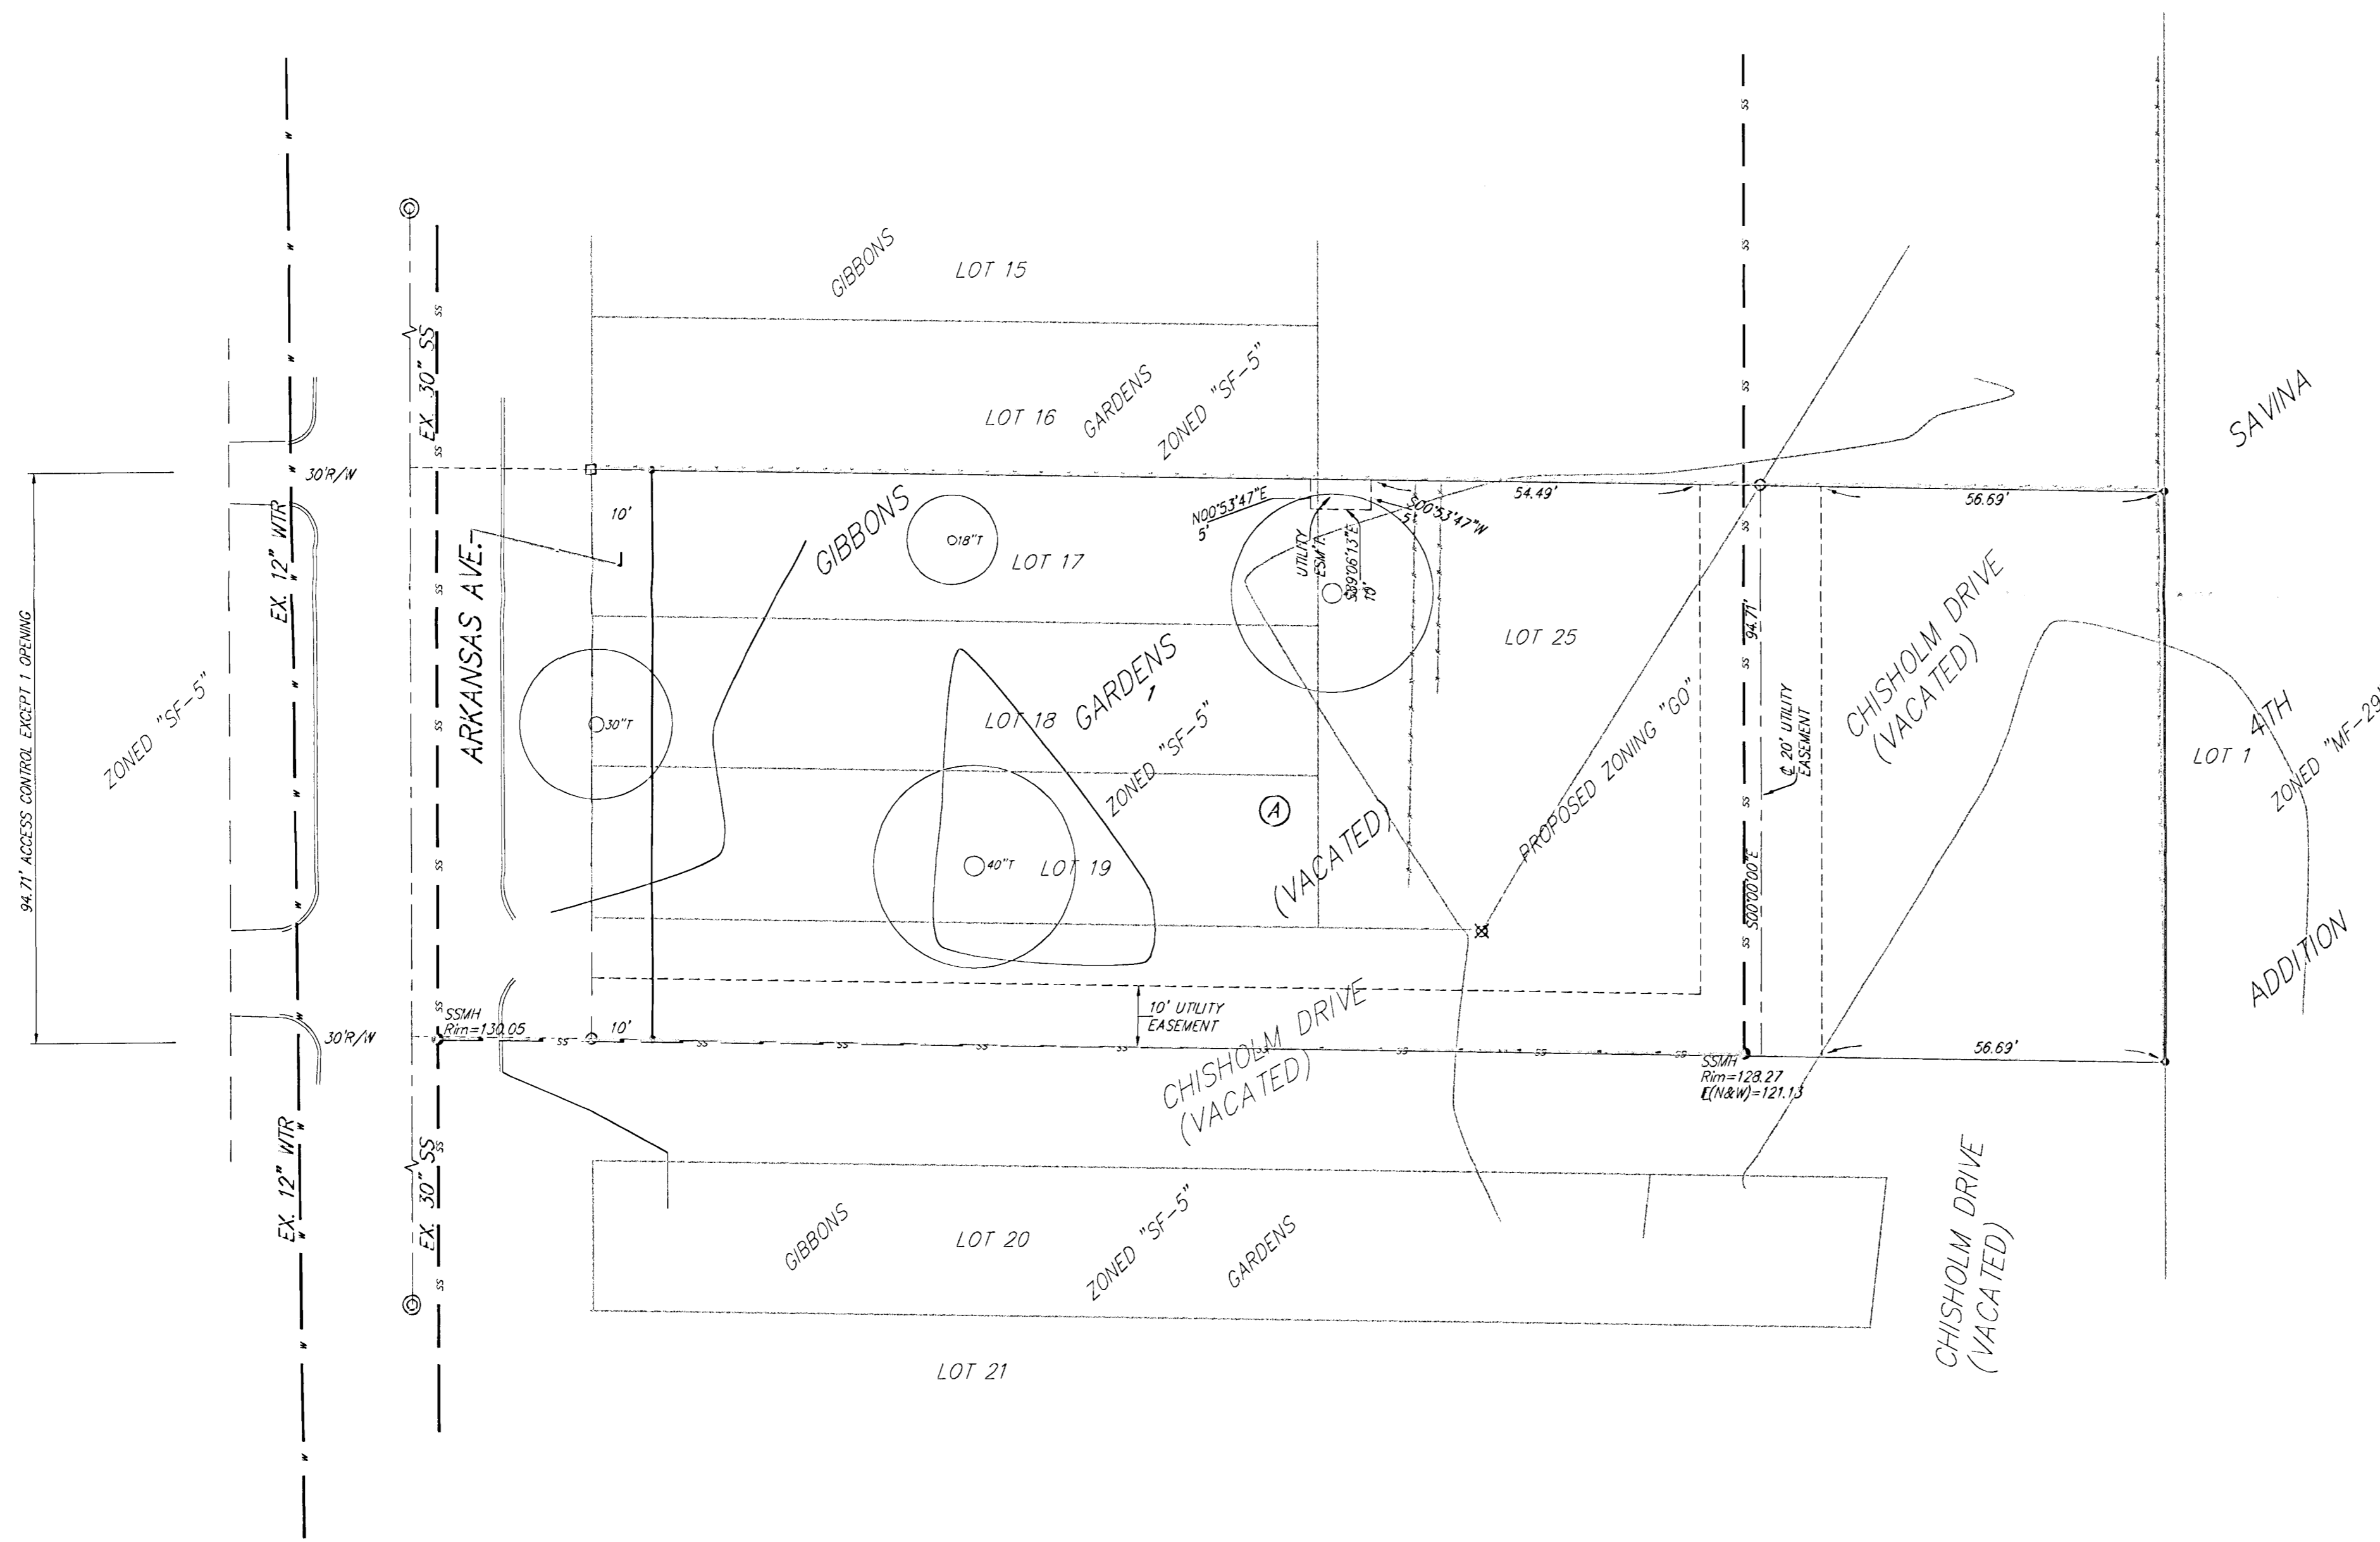 GIBBONS
LOT 15
EX. 30" SS
LOT 16
GARDENS
ZONED "SF-5"
SAVINA
30'R/W
EX. 12" WTR
10'
GIBBONS
18"T
LOT 17
N00°53'47"E
5'
UTILITY
ESM'T.
S89°06'13"E
10'
S00°53'47"W
5'
54.49'
56.69'
94.71' ACCESS CONTROL EXCEPT 1 OPENING
ZONED "SF-5"
ARKANSAS AVE.
30"T
LOT 18
GARDENS
1
ZONED "SF-5"
A
40"T
LOT 19
(VACATED)
LOT 25
PROPOSED ZONING "GO"
94.71'
S00°00'00"E
℄ 20' UTILITY
EASEMENT
CHISHOLM DRIVE
(VACATED)
4TH
LOT 1
ZONED "MF-29"
ADDITION
SSMH
Rim=130.05
30'R/W
10'
10' UTILITY
EASEMENT
CHISHOLM DRIVE
(VACATED)
SSMH
Rim=128.27
(N&W)=121.13
56.69'
EX. 12" WTR
EX. 30" SS
GIBBONS
LOT 20
ZONED "SF-5"
GARDENS
CHISHOLM DRIVE
(VACATED)
LOT 21